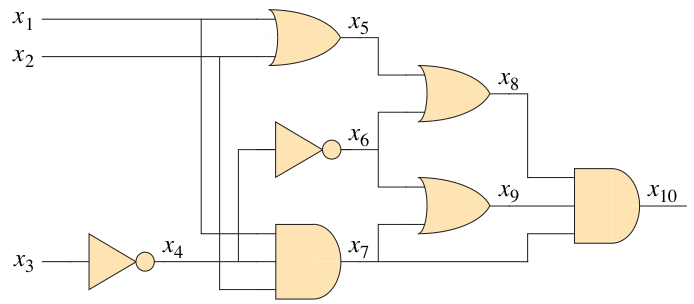 x₁
x₂
x₅
x₈
x₆
x₉
x₁₀
x₃
x₄
x₇